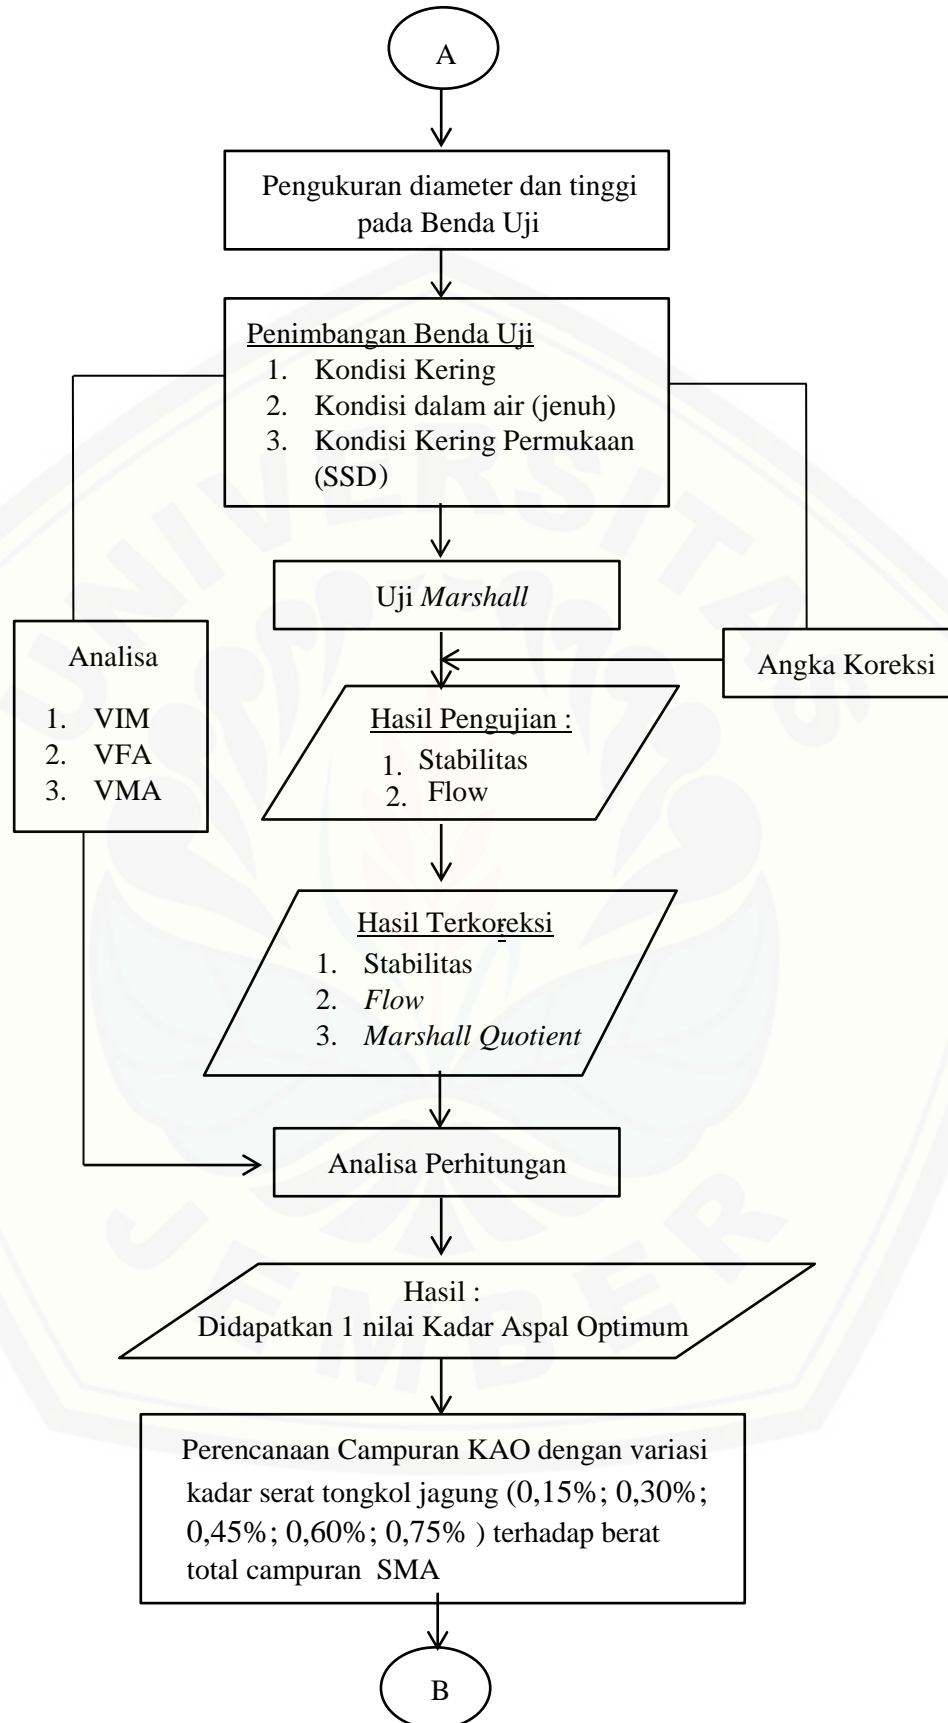 A
Pengukuran diameter dan tinggi
pada Benda Uji
Penimbangan Benda Uji
1. Kondisi Kering
2. Kondisi dalam air (jenuh)
3. Kondisi Kering Permukaan
(SSD)
Uji Marshall
Analisa
1. VIM
2. VFA
3. VMA
Angka Koreksi
Hasil Pengujian :
1. Stabilitas
2. Flow
Hasil Terkoreksi :
1. Stabilitas
2. Flow
3. Marshall Quotient
Analisa Perhitungan
Hasil :
Didapatkan 1 nilai Kadar Aspal Optimum
Perencanaan Campuran KAO dengan variasi
kadar serat tongkol jagung (0,15%; 0,30%;
0,45%; 0,60%; 0,75% ) terhadap berat
total campuran SMA
B
UNIVERSITAS
JEMBER